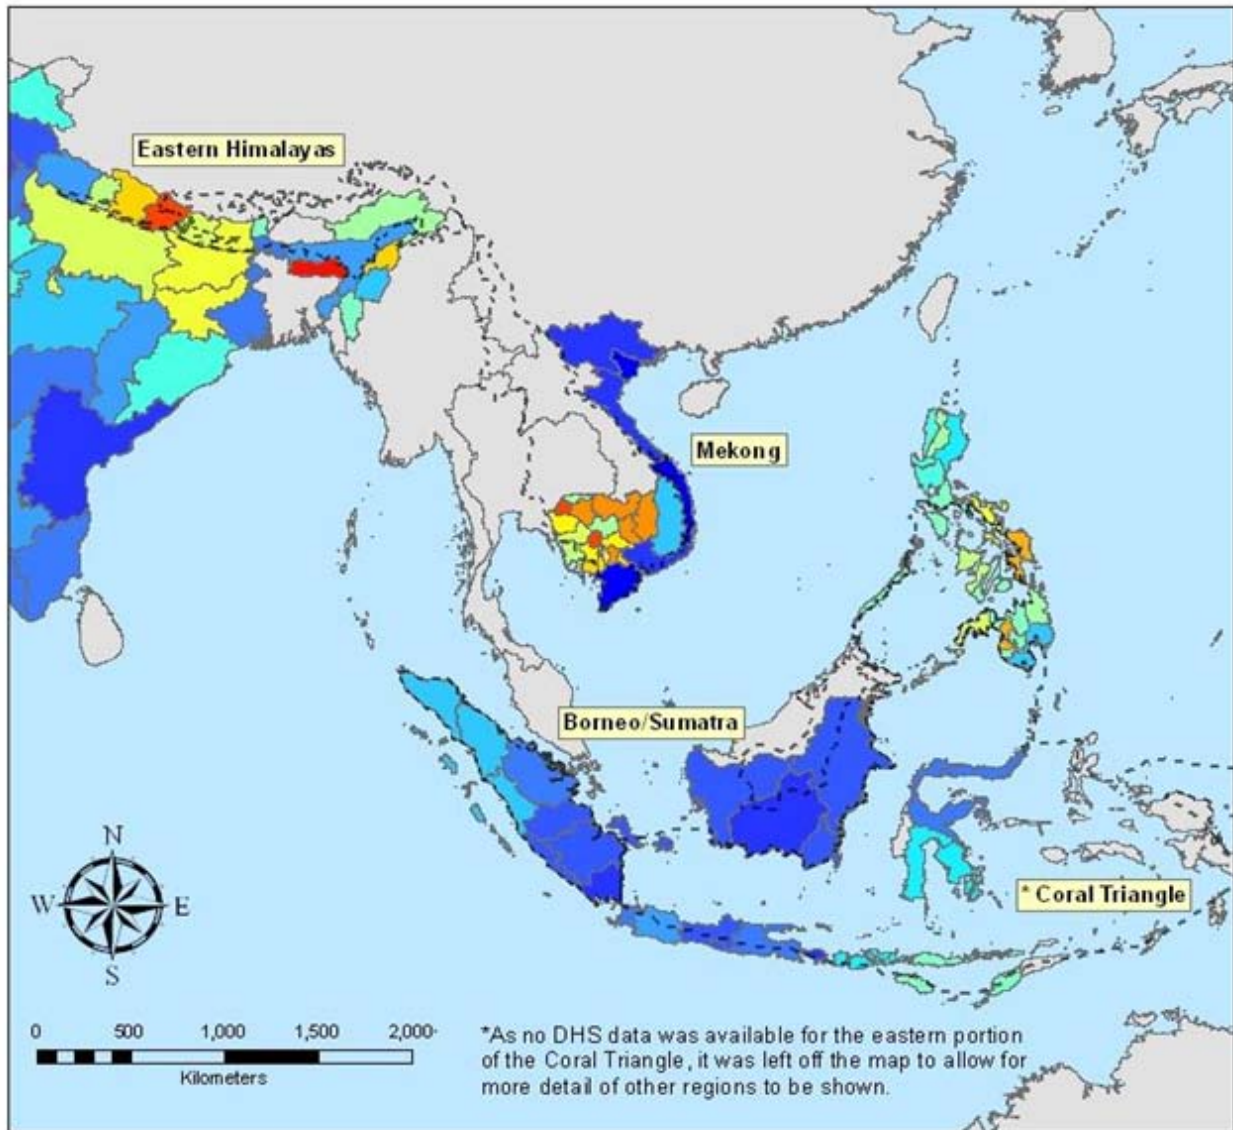 Eastern Himalayas
Mekong
Borneo/Sumatra
* Coral Triangle
N
W E
S
0 500 1,000 1,500 2,000
Kilometers
*As no DHS data was available for the eastern portion
of the Coral Triangle, it was left off the map to allow for
more detail of other regions to be shown.